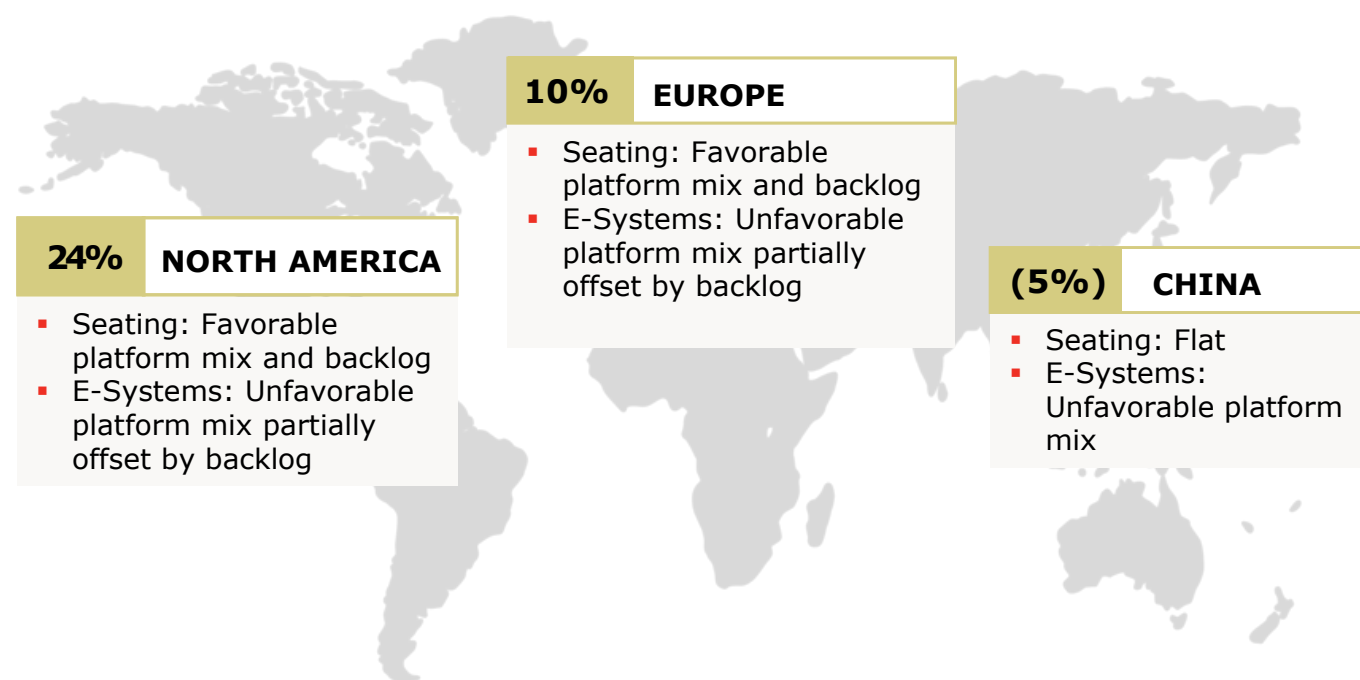 10% EUROPE
▪ Seating: Favorable
platform mix and backlog
▪ E-Systems: Unfavorable
platform mix partially
offset by backlog
24% NORTH AMERICA
▪ Seating: Favorable
platform mix and backlog
▪ E-Systems: Unfavorable
platform mix partially
offset by backlog
(5%) CHINA
▪ Seating: Flat
▪ E-Systems:
Unfavorable platform
mix